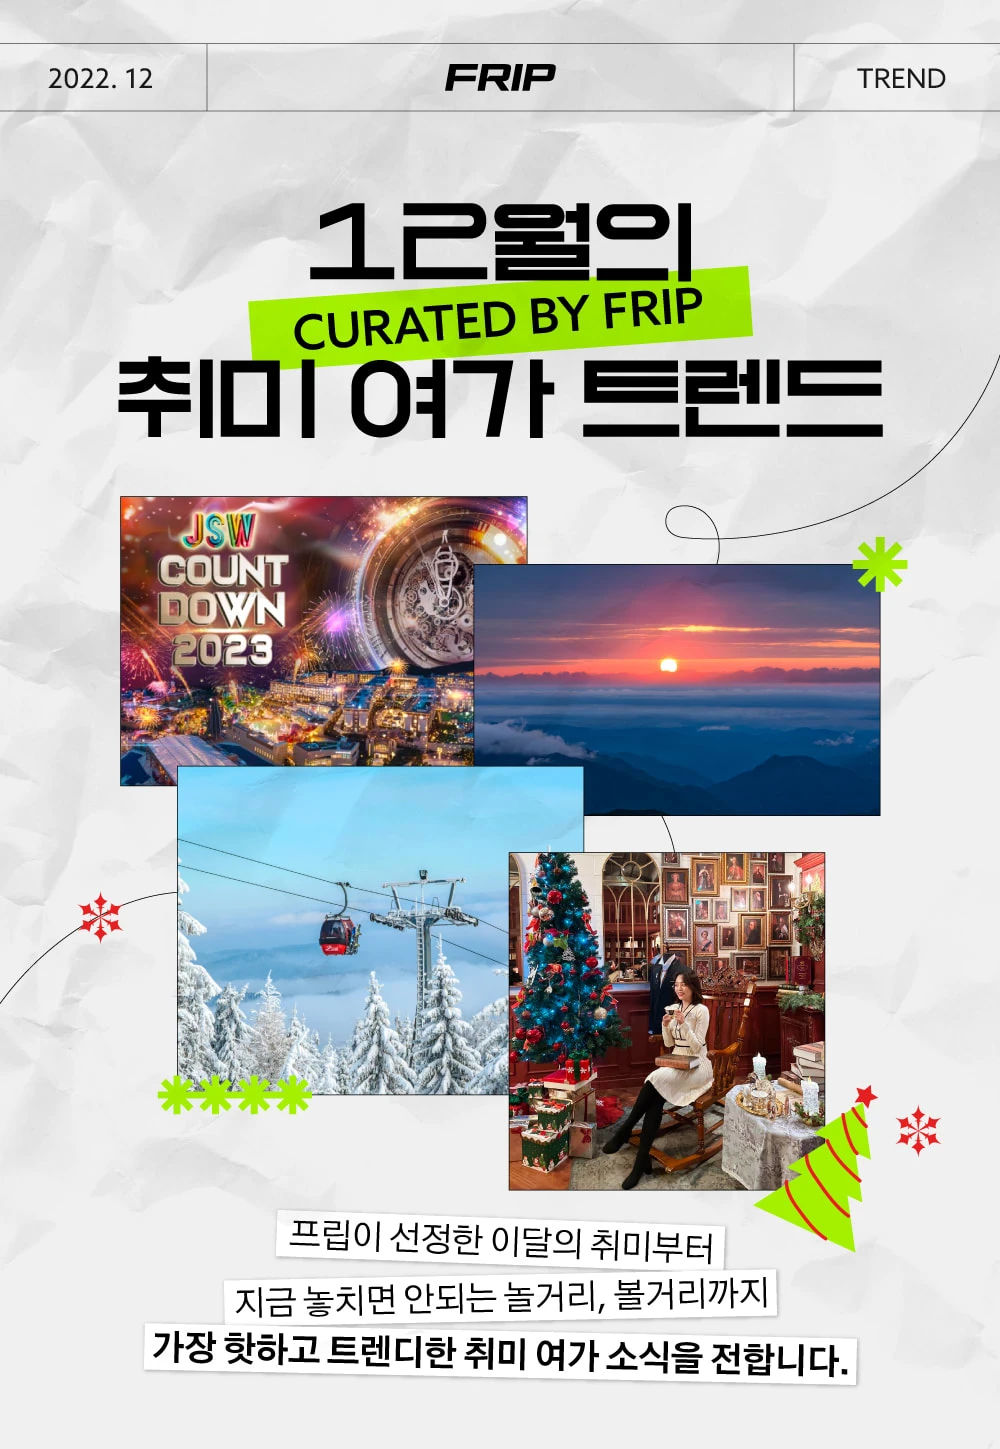 2022. 12
FRIP
TREND
12월의
CURATED BY FRIP
취미 여가 트렌드
JSW
COUNT
DOWN
2023
프립이 선정한 이달의 취미부터
지금 놓치면 안되는 놀거리, 볼거리까지
가장 핫하고 트렌디한 취미 여가 소식을 전합니다.